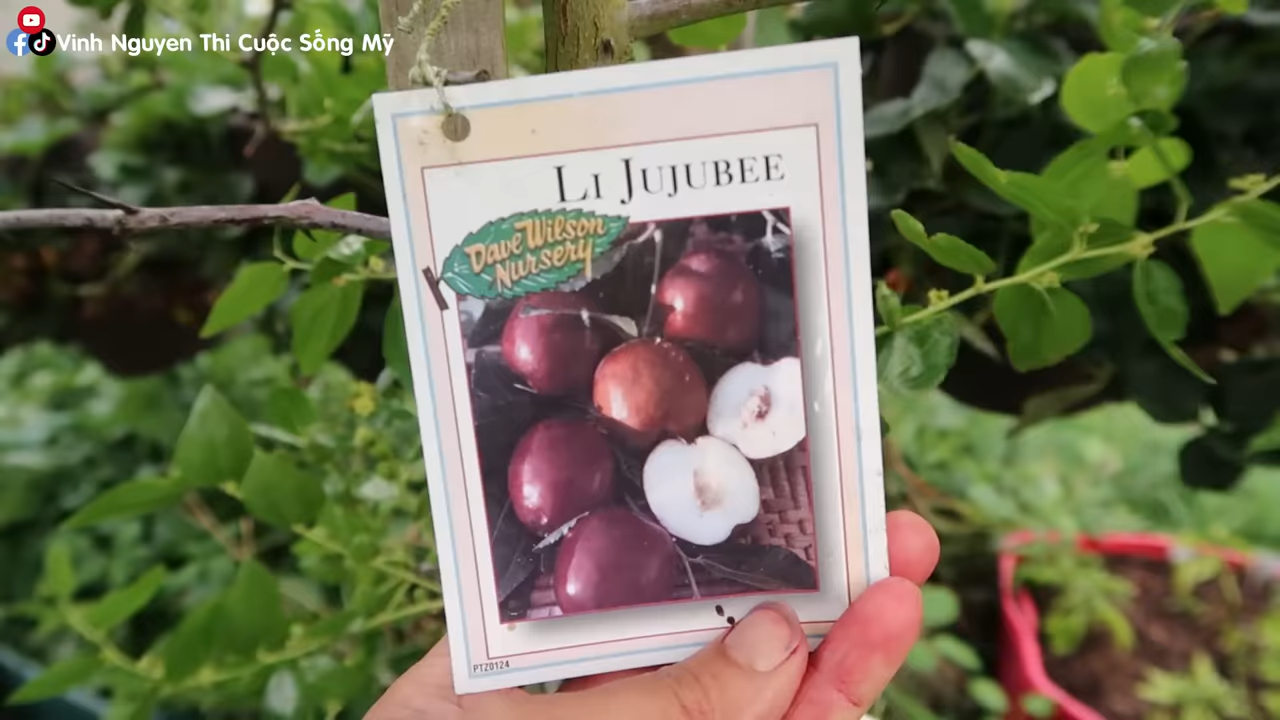 Vinh Nguyen Thi Cuộc Sống Mỹ
LI JUJUBEE
Dave Wilson
Nursery
PTZ0124